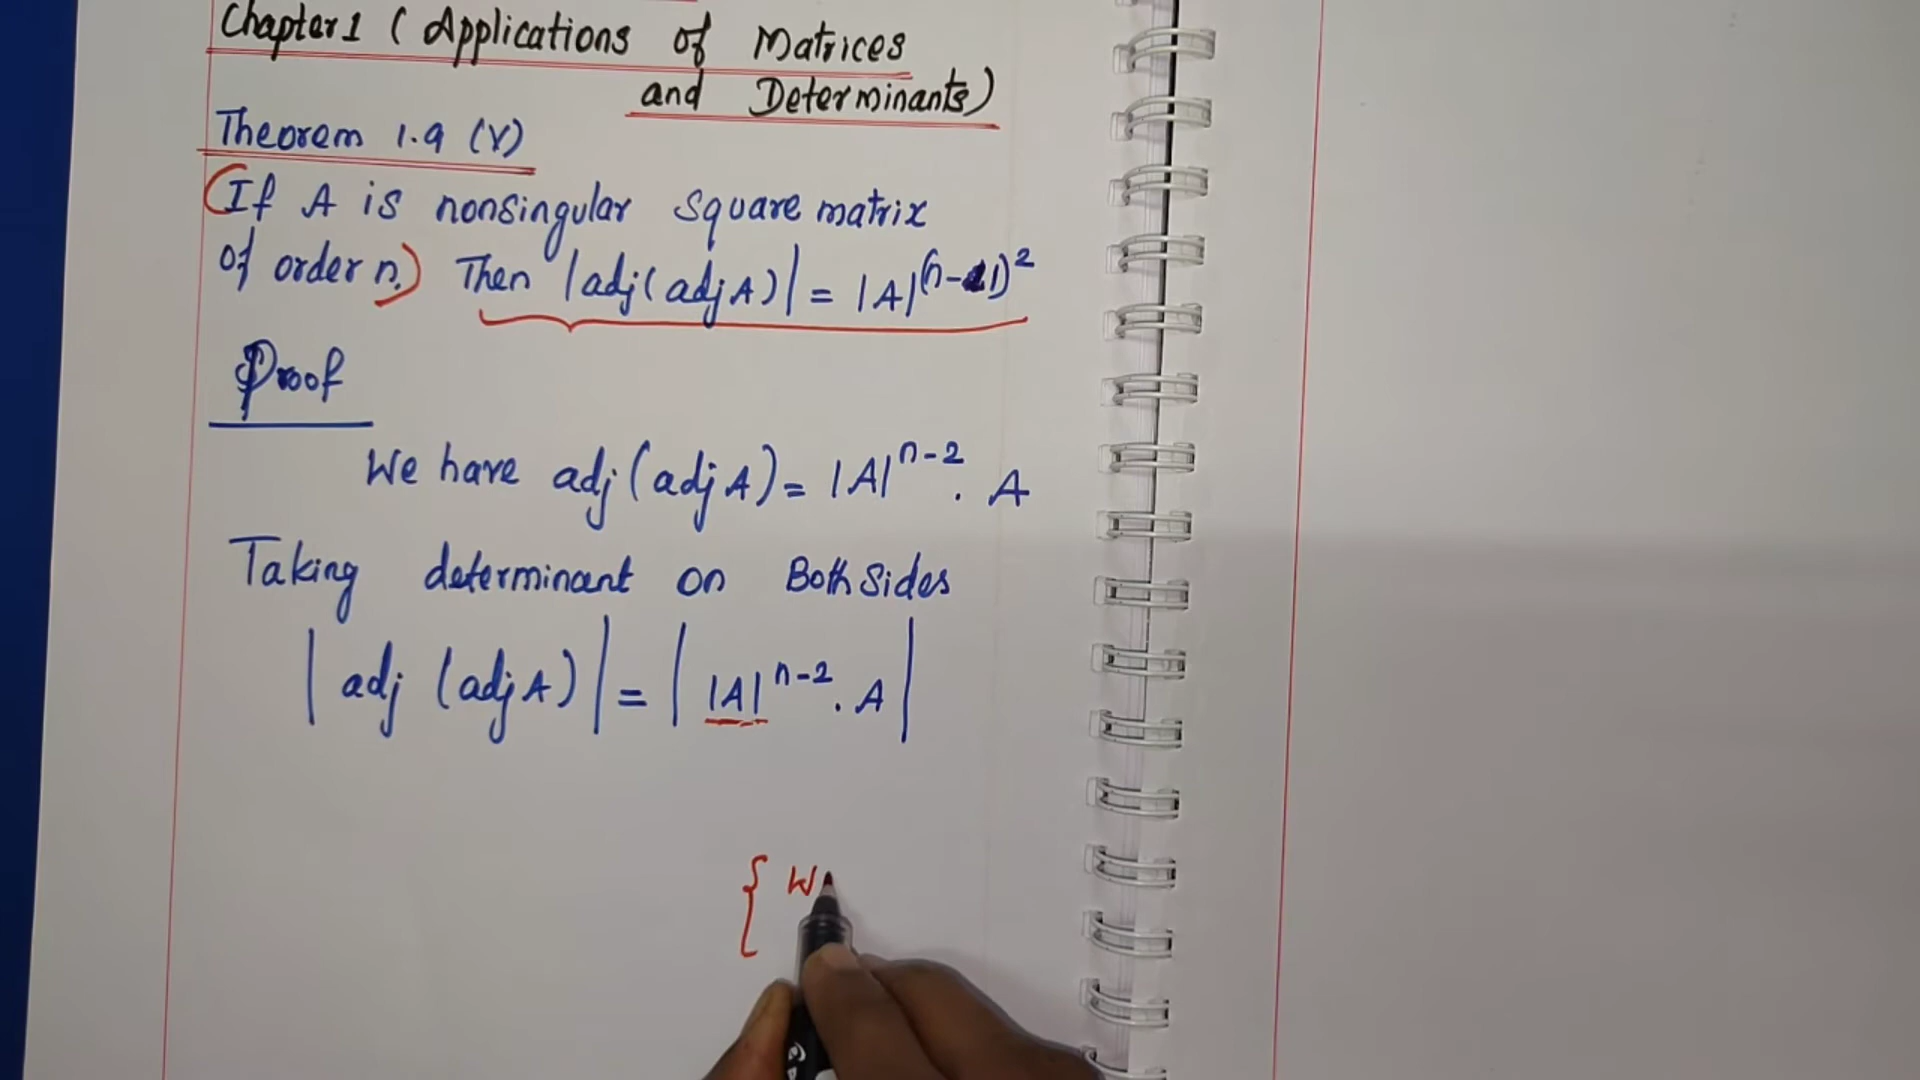 Chapter 1 ( Applications of Matrices
and Determinants)
Theorem 1.9 (V)
(If A is nonsingular square matrix
of order n.) Then |adj(adj A)| = |A|^(n-1)^2
Proof
We have adj(adj A) = |A|^n-2 . A
Taking determinant on Both Sides
| adj (adj A) | = | |A|^n-2 . A |
{ W